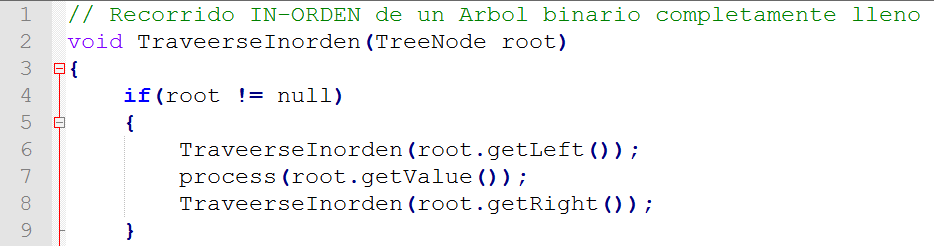 1 // Recorrido IN-ORDEN de un Arbol binario completamente lleno
2 void TraveerseInorden(TreeNode root)
3 {
4 if(root != null)
5 {
6 TraveerseInorden(root.getLeft());
7 process(root.getValue());
8 TraveerseInorden(root.getRight());
9 }